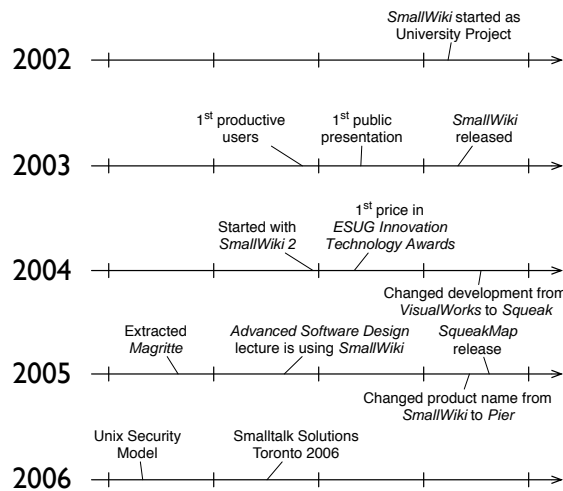 SmallWiki started as
University Project
2002
1st productive
users
1st public
presentation
SmallWiki
released
2003
Started with
SmallWiki 2
1st price in
ESUG Innovation
Technology Awards
2004
Changed development from
VisualWorks to Squeak
Extracted
Magritte
Advanced Software Design
lecture is using SmallWiki
SqueakMap
release
2005
Changed product name from
SmallWiki to Pier
Unix Security
Model
Smalltalk Solutions
Toronto 2006
2006